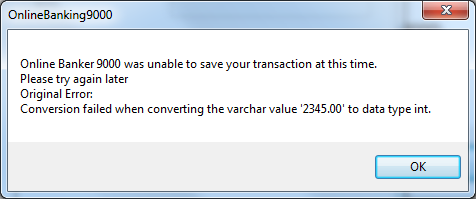 OnlineBanking9000
Online Banker 9000 was unable to save your transaction at this time.
Please try again later
Original Error:
Conversion failed when converting the varchar value '2345.00' to data type int.
OK